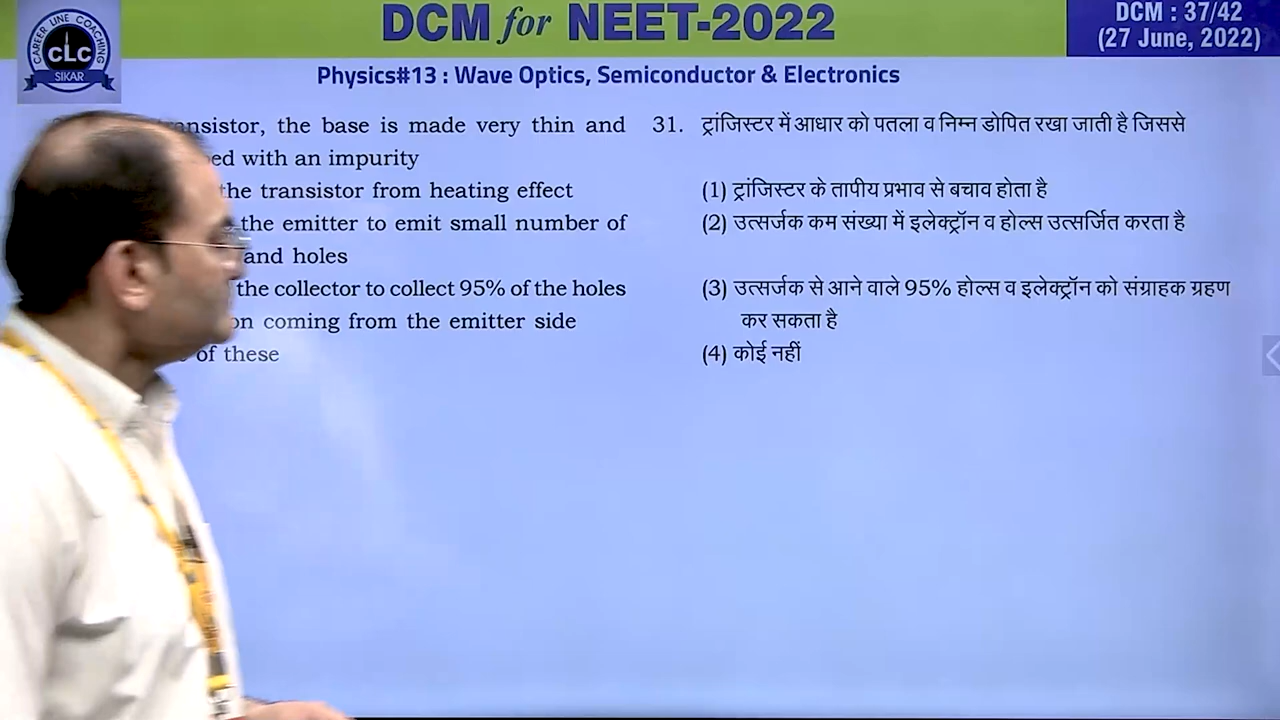 DCM for NEET-2022
DCM : 37/42
(27 June, 2022)
CAREER LINE COACHING
CLC
SIKAR
Physics#13 : Wave Optics, Semiconductor & Electronics
the base is made very thin and
with an impurity
the transistor from heating effect
the emitter to emit small number of
and holes
the collector to collect 95% of the holes
coming from the emitter side
of these
31. ट्रांजिस्टर में आधार को पतला व निम्न डोपित रखा जाती है जिससे
(1) ट्रांजिस्टर के तापीय प्रभाव से बचाव होता है
(2) उत्सर्जक कम संख्या में इलेक्ट्रॉन व होल्स उत्सर्जित करता है
(3) उत्सर्जक से आने वाले 95% होल्स व इलेक्ट्रॉन को संग्राहक ग्रहण
कर सकता है
(4) कोई नहीं